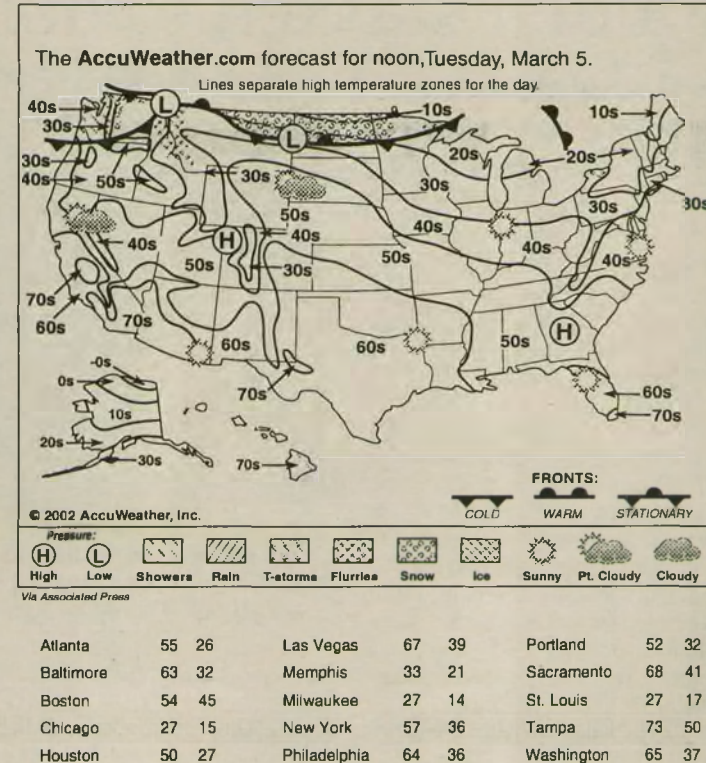 The AccuWeather.com forecast for noon, Tuesday, March 5.
Lines separate high temperature zones for the day.
40s
10s
10s
30s
20s
20s
30s
40s
50s
30s
30s
30s
30s
50s
40s
40s
40s
40s
40s
50s
50s
30s
70s
60s
70s
60s
60s
50s
70s
-0s
0s
10s
20s
30s
70s
60s
70s
L
L
H
H
FRONTS:
COLD WARM STATIONARY
© 2002 AccuWeather, Inc.
Pressure:
H L
High Low Showers Rain T-storms Flurries Snow Ice Sunny Pt. Cloudy Cloudy
Via Associated Press
Atlanta 55 26 Las Vegas 67 39 Portland 52 32
Baltimore 63 32 Memphis 33 21 Sacramento 68 41
Boston 54 45 Milwaukee 27 14 St. Louis 27 17
Chicago 27 15 New York 57 36 Tampa 73 50
Houston 50 27 Philadelphia 64 36 Washington 65 37